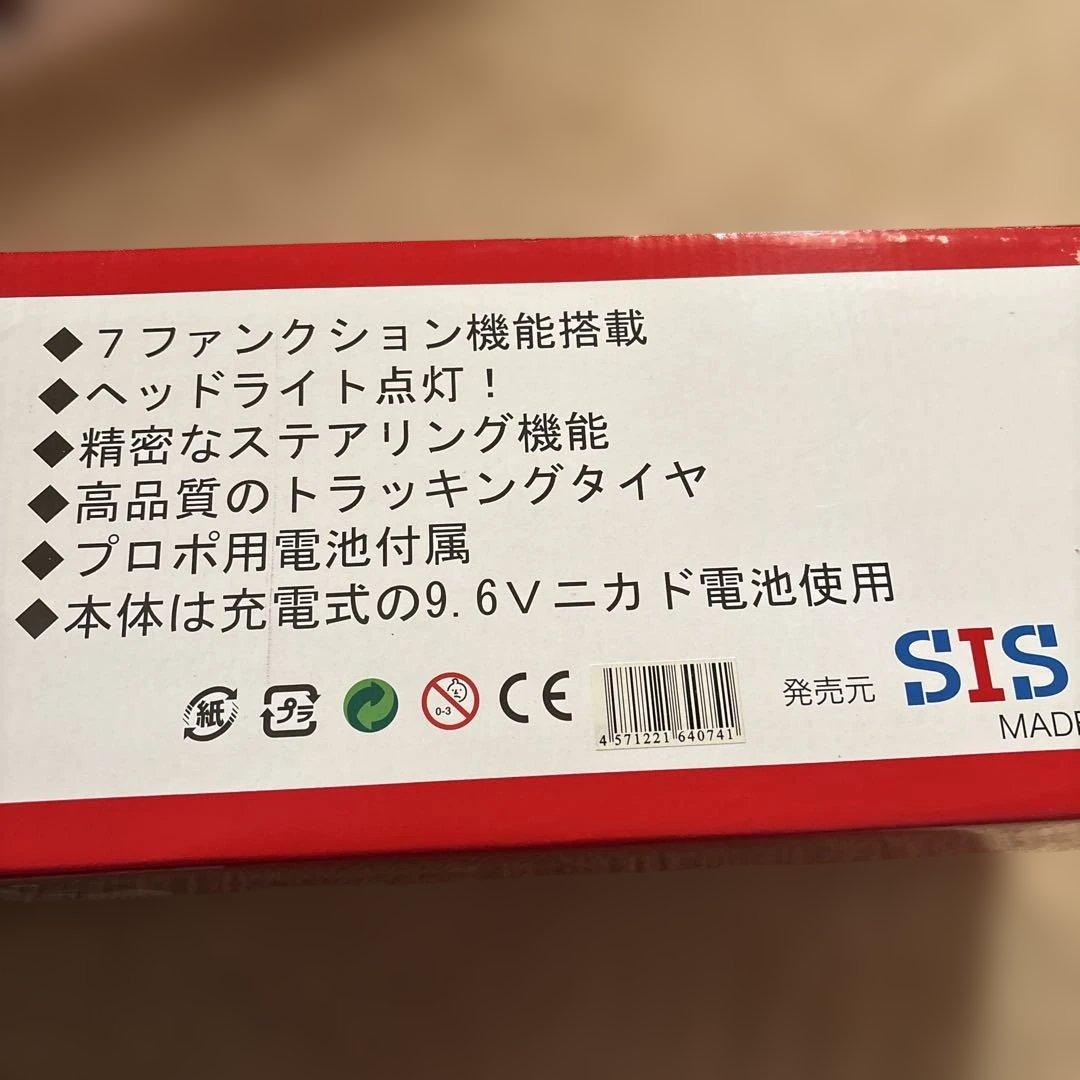 ◆７ファンクション機能搭載
◆ヘッドライト点灯！
◆精密なステアリング機能
◆高品質のトラッキングタイヤ
◆プロポ用電池付属
◆本体は充電式の9.6Ｖニカド電池使用
紙 プラ 0-3 CE 4 571221 640741 発売元 SIS
MADE